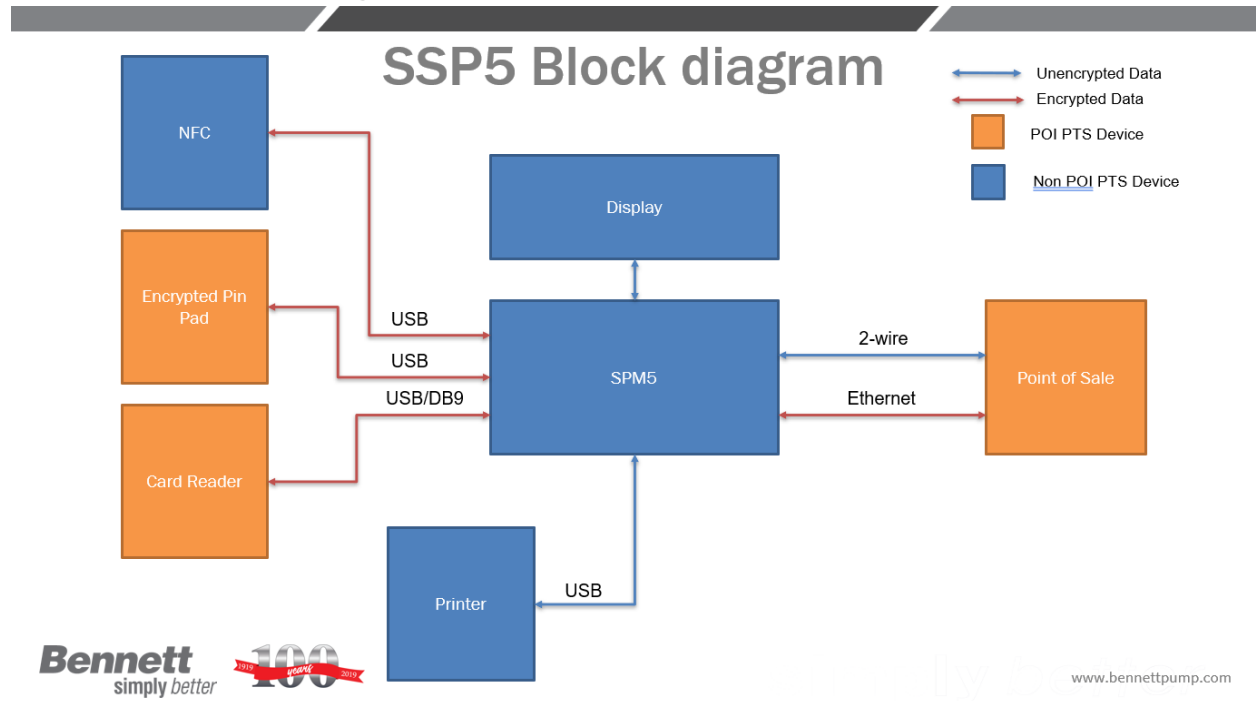 SSP5 Block diagram
Unencrypted Data
Encrypted Data
POI PTS Device
Non POI PTS Device
NFC
Display
Encrypted Pin
Pad
USB
USB
USB/DB9
SPM5
2-wire
Ethernet
Point of Sale
Card Reader
Printer
USB
Bennett
simply better
1919 100 years 2019
www.bennettpump.com